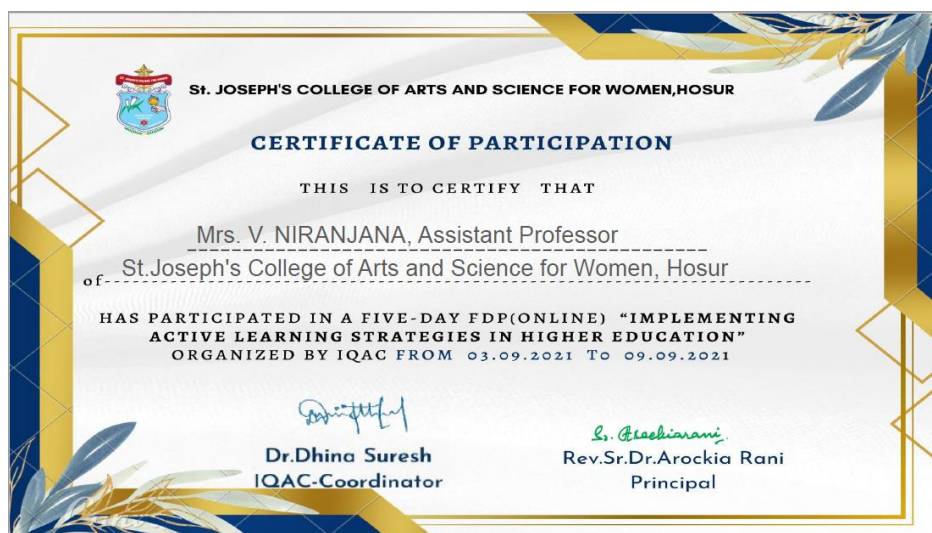 St. JOSEPH'S COLLEGE OF ARTS AND SCIENCE FOR WOMEN,HOSUR
CERTIFICATE OF PARTICIPATION
THIS IS TO CERTIFY THAT
Mrs. V. NIRANJANA, Assistant Professor
of St.Joseph's College of Arts and Science for Women, Hosur
HAS PARTICIPATED IN A FIVE-DAY FDP(ONLINE) “IMPLEMENTING
ACTIVE LEARNING STRATEGIES IN HIGHER EDUCATION”
ORGANIZED BY IQAC FROM 03.09.2021 TO 09.09.2021
Dr.Dhina Suresh
IQAC-Coordinator
Rev.Sr.Dr.Arockia Rani
Principal